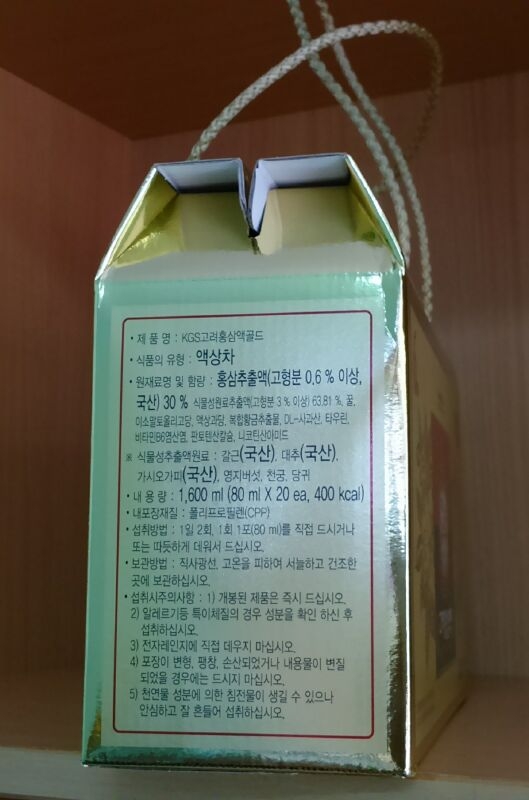 • 제 품 명 : KGS고려홍삼액골드
• 식품의 유형 : 액상차
• 원재료명 및 함량 : 홍삼추출액(고형분 0.6 % 이상,
국산) 30 % 식물성원료추출액(고형분 3 % 이상) 63.81 %, 꿀,
이소말토올리고당, 액상과당, 복합황금추출물, DL-사과산, 타우린,
비타민B6염산염, 판토텐산칼슘, 니코틴산아미드
※ 식물성추출액원료 : 갈근(국산), 대추(국산),
가시오가피(국산), 영지버섯, 천궁, 당귀
• 내 용 량 : 1,600 ml (80 ml X 20 ea, 400 kcal)
• 내포장재질 : 폴리프로필렌(CPP)
• 섭취방법 : 1일 2회, 1회 1포(80 ml)를 직접 드시거나
또는 따듯하게 데워서 드십시오.
• 보관방법 : 직사광선, 고온을 피하여 서늘하고 건조한
곳에 보관하십시오.
• 섭취시주의사항 : 1) 개봉된 제품은 즉시 드십시오.
2) 알레르기등 특이체질의 경우 성분을 확인 하신 후
섭취하십시오.
3) 전자레인지에 직접 데우지 마십시오.
4) 포장이 변형, 팽창, 손산되었거나 내용물이 변질
되었을 경우에는 드시지 마십시오.
5) 천연물 성분에 의한 침전물이 생길 수 있으나
안심하고 잘 흔들어 섭취하십시오.